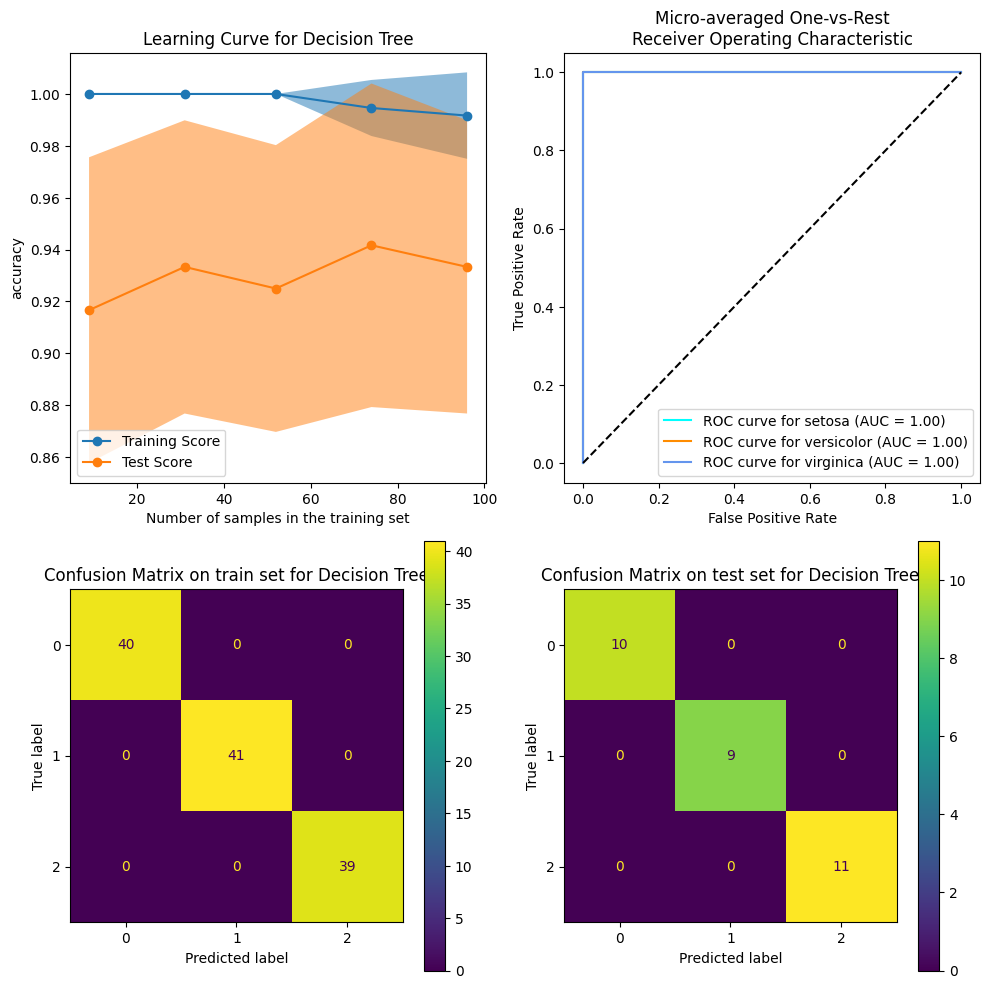 Learning Curve for Decision Tree
accuracy
1.00
0.98
0.96
0.94
0.92
0.90
0.88
0.86
Training Score
Test Score
20 40 60 80 100
Number of samples in the training set
Micro-averaged One-vs-Rest
Receiver Operating Characteristic
True Positive Rate
1.0
0.8
0.6
0.4
0.2
0.0
ROC curve for setosa (AUC = 1.00)
ROC curve for versicolor (AUC = 1.00)
ROC curve for virginica (AUC = 1.00)
0.0 0.2 0.4 0.6 0.8 1.0
False Positive Rate
Confusion Matrix on train set for Decision Tree
True label
0 40 0 0
1 0 41 0
2 0 0 39
0 1 2
Predicted label
40
35
30
25
20
15
10
5
0
Confusion Matrix on test set for Decision Tree
True label
0 10 0 0
1 0 9 0
2 0 0 11
0 1 2
Predicted label
10
8
6
4
2
0